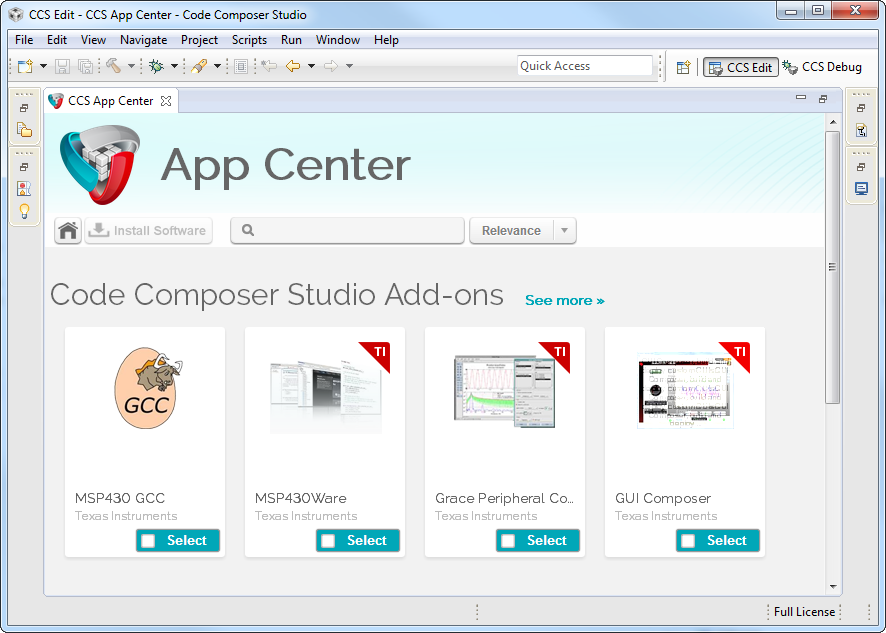 CCS Edit - CCS App Center - Code Composer Studio
File Edit View Navigate Project Scripts Run Window Help
Quick Access
CCS Edit
CCS Debug
CCS App Center
App Center
Install Software
Relevance
Code Composer Studio Add-ons
See more »
GCC
TI
TI
TI
MSP430 GCC
Texas Instruments
Select
MSP430Ware
Texas Instruments
Select
Grace Peripheral Co...
Texas Instruments
Select
GUI Composer
Texas Instruments
Select
Full License